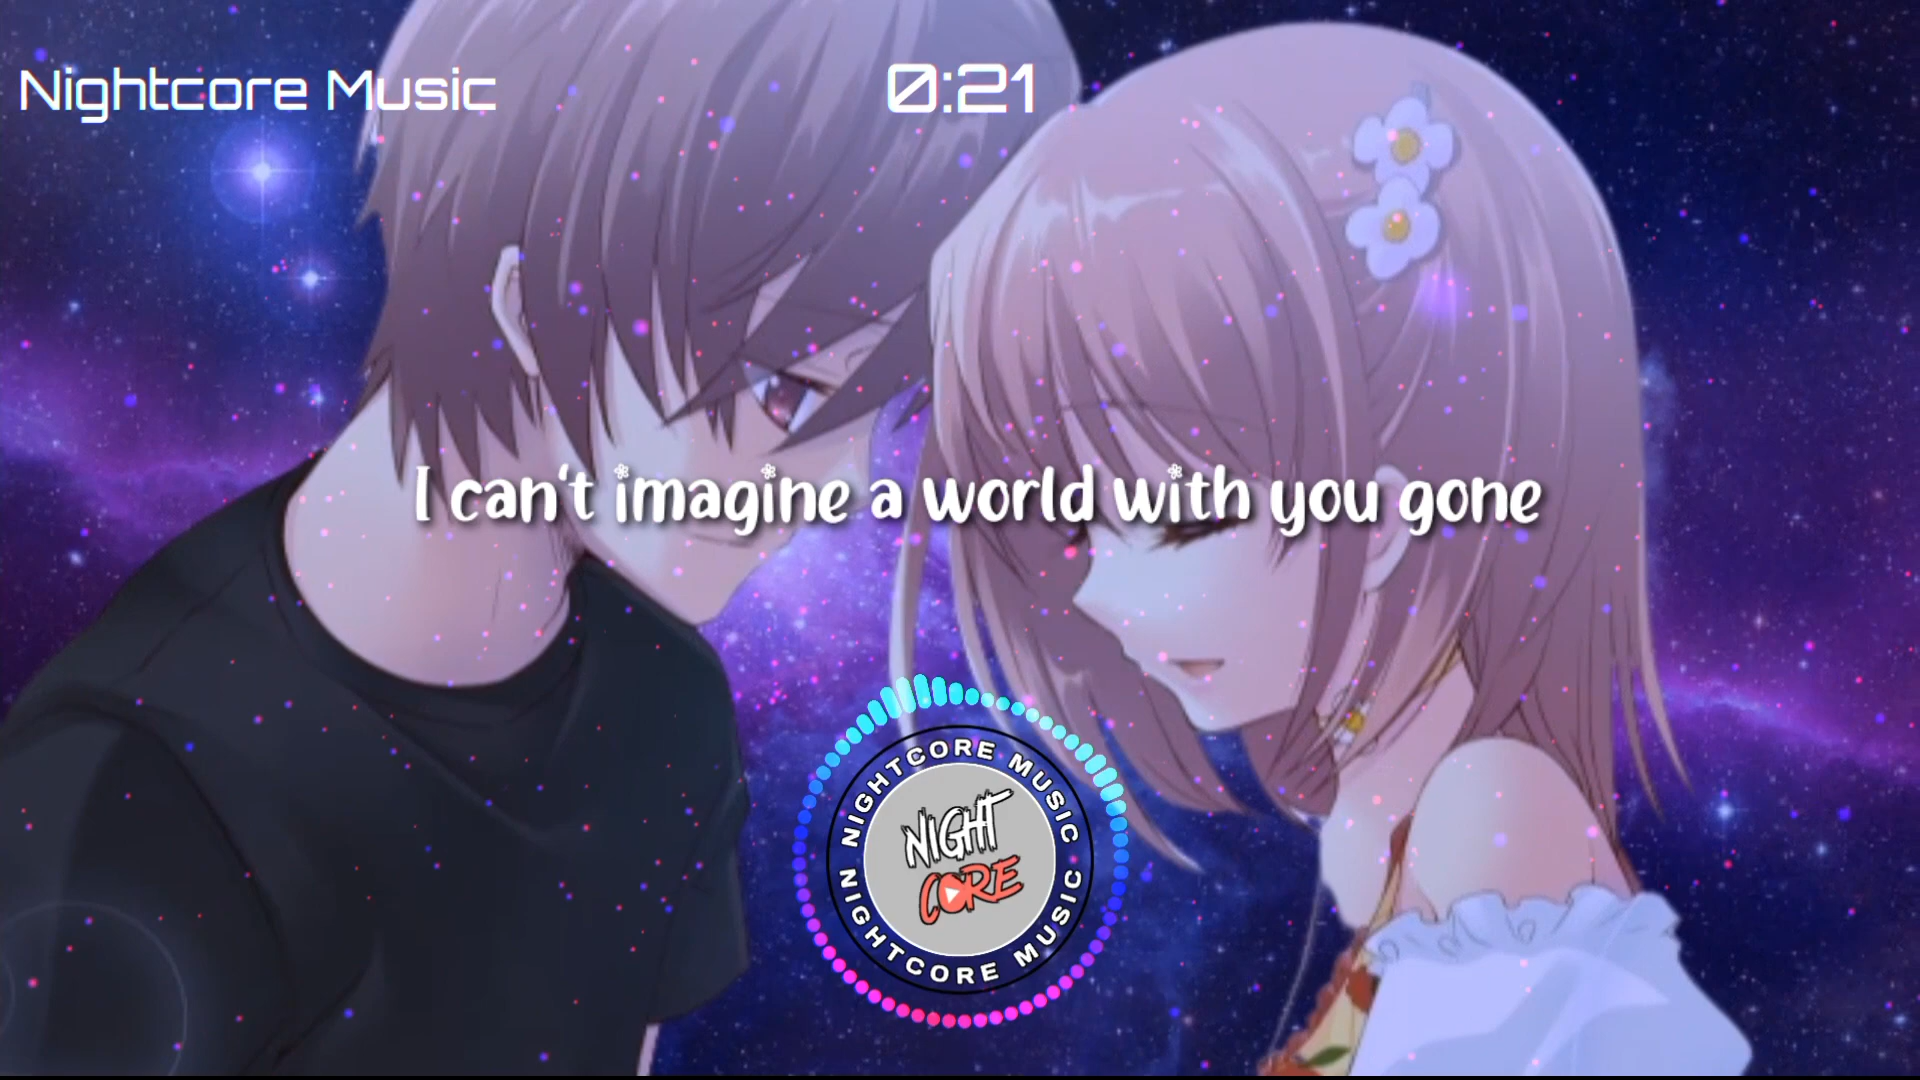 Nightcore Music
0:21
I can't imagine a world with you gone
NIGHTCORE MUSIC
NIGHT
CORE
NIGHTCORE MUSIC